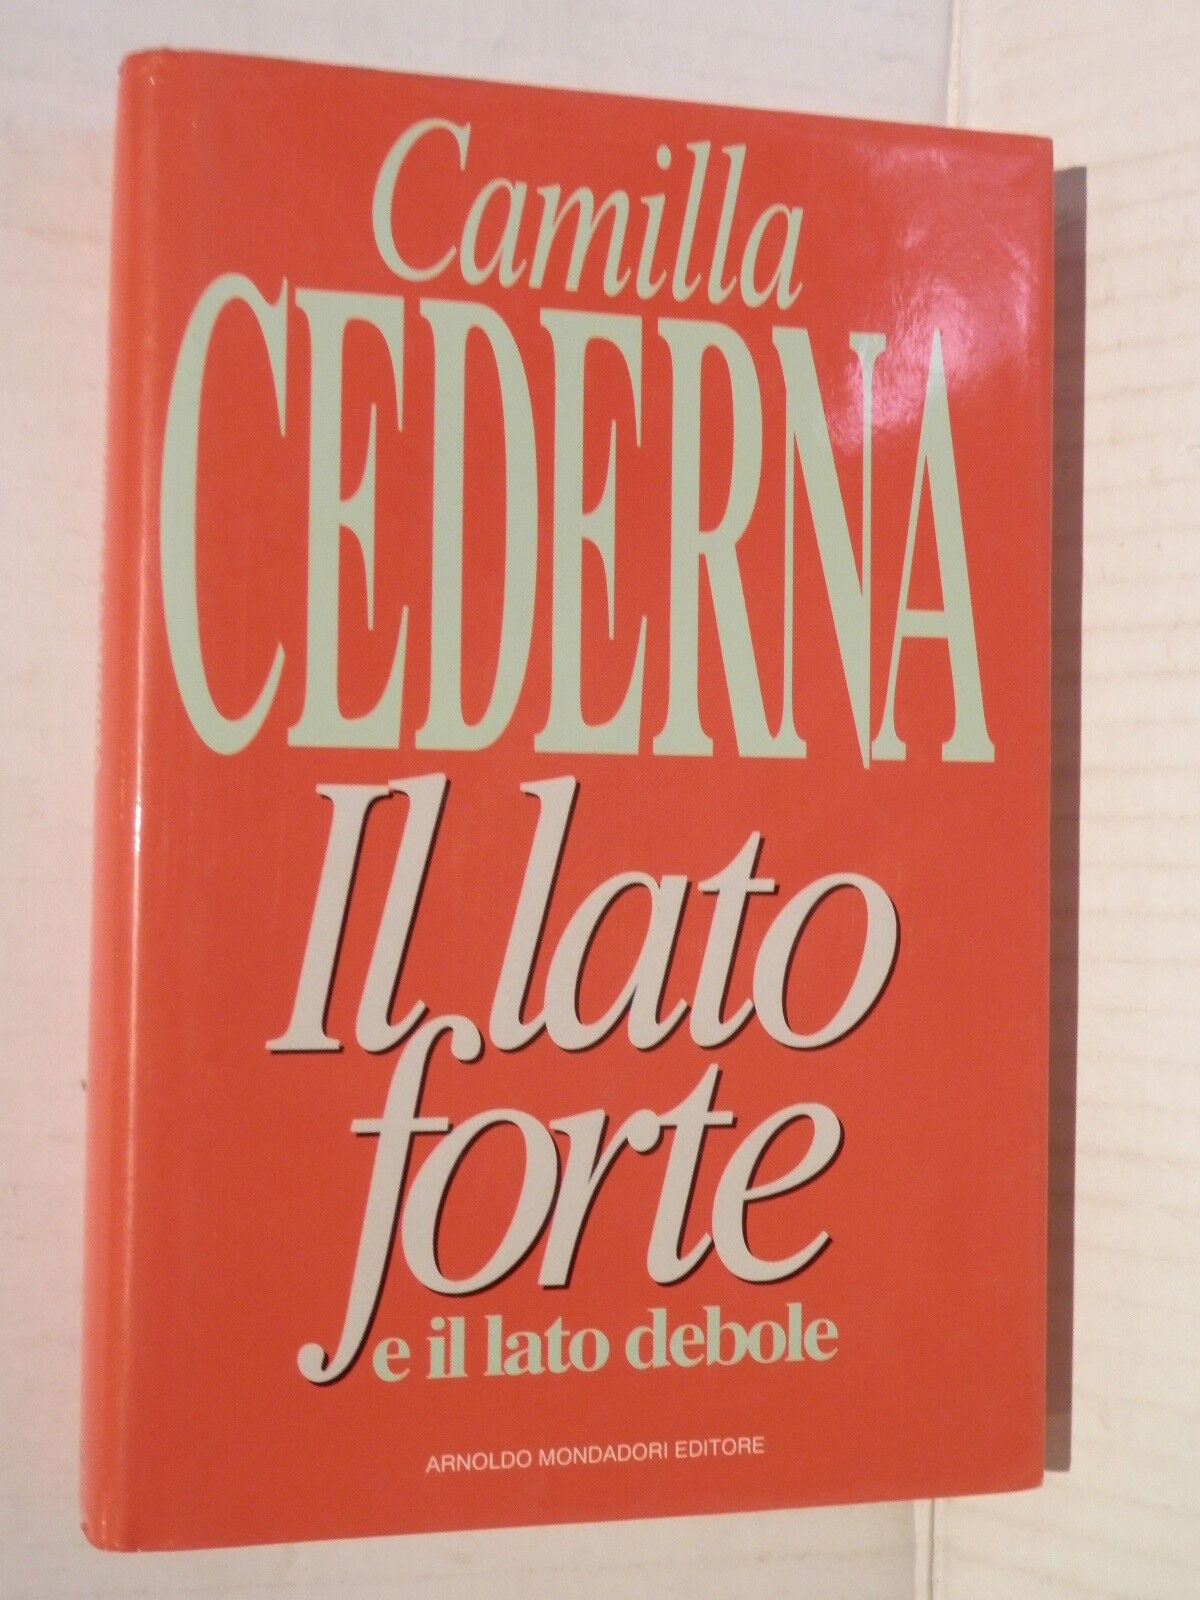 Camilla
CEDERNA
Il lato
forte
e il lato debole
ARNOLDO MONDADORI EDITORE